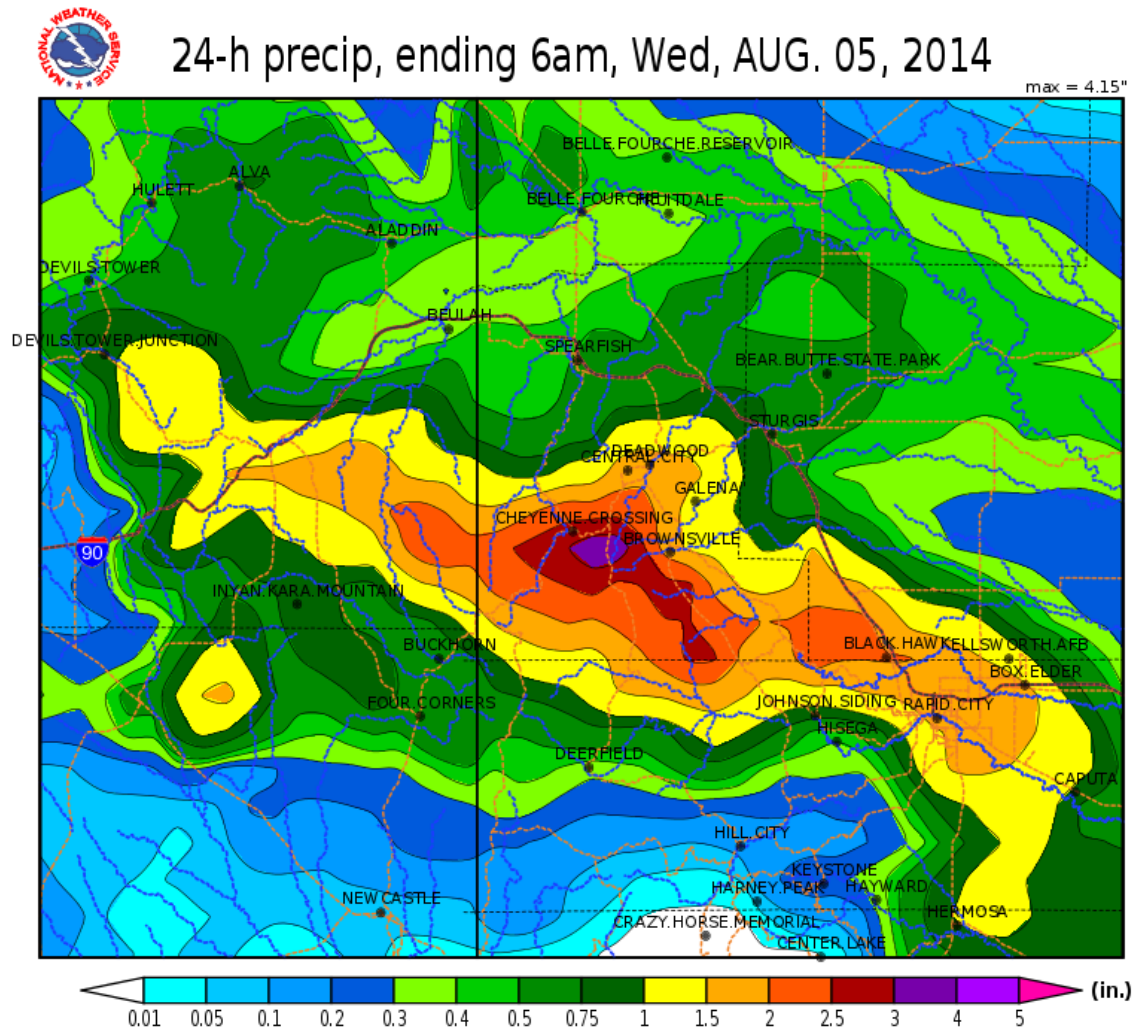 NATIONAL WEATHER SERVICE
24-h precip, ending 6am, Wed, AUG. 05, 2014
max = 4.15"
BELLE.FOURCHE.RESERVOIR
ALVA
HULETT
BELLE.FOURCHE
FRUITDALE
ALADDIN
DEVILS.TOWER
BEULAH
DEVILS.TOWER.JUNCTION
SPEARFISH
BEAR.BUTTE.STATE.PARK
STURGIS
DEADWOOD
CENTRAL.CITY
GALENA
CHEYENNE.CROSSING
BROWNSVILLE
90
INYAN.KARA.MOUNTAIN
BUCKHORN
BLACK.HAWK
ELLSWORTH.AFB
BOX.ELDER
FOUR.CORNERS
JOHNSON.SIDING
RAPID.CITY
HISEGA
DEERFIELD
CAPUTA
HILL.CITY
KEYSTONE
HARNEY.PEAK
HAYWARD
NEWCASTLE
HERMOSA
CRAZY.HORSE.MEMORIAL
CENTER.LAKE
(in.)
0.01 0.05 0.1 0.2 0.3 0.4 0.5 0.75 1 1.5 2 2.5 3 4 5